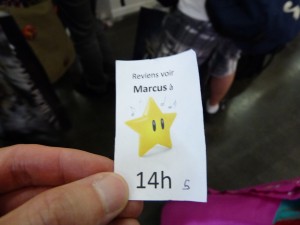 Reviens voir
Marcus à
14h 5